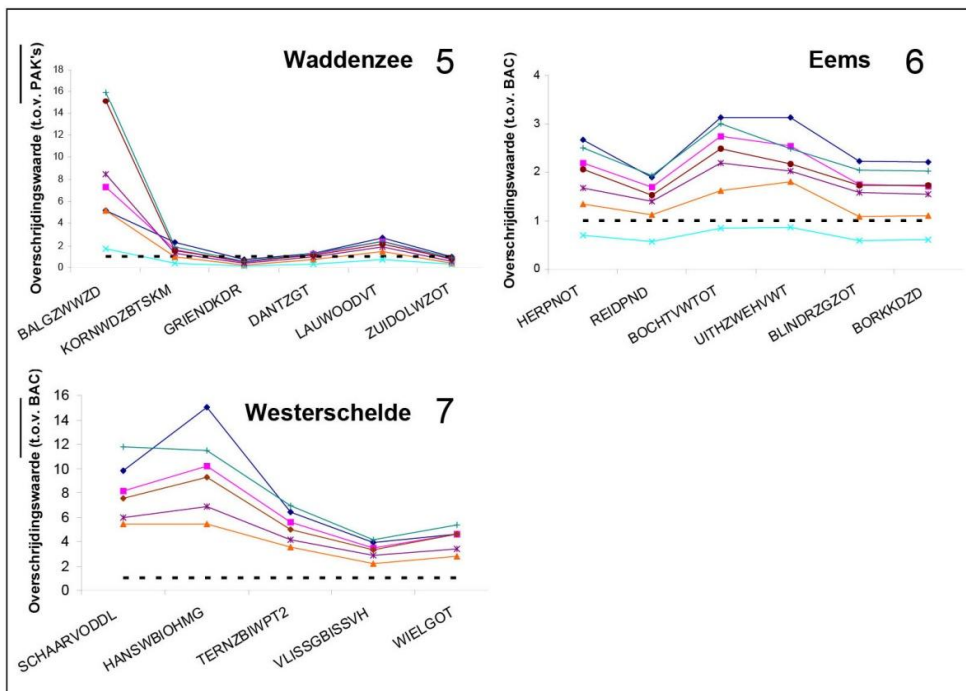 Waddenzee 5
Overschrijdingswaarde (t.o.v. PAK's)
18
16
14
12
10
8
6
4
2
0
BALGZWWZD
KORNWDZBTSKM
GRIENDKDR
DANTZGT
LAUWOODVT
ZUIDOLWZOT
Eems 6
Overschrijdingswaarde (t.o.v. BAC)
4
3
2
1
0
HERPNOT
REIDPND
BOCHTVWTOT
UITHZWEHVWT
BLINDRZGZOT
BORKKDZD
Westerschelde 7
Overschrijdingswaarde (t.o.v. BAC)
16
14
12
10
8
6
4
2
0
SCHAARVODDL
HANSWBIOHMG
TERNZBIWPT2
VLISSGBISSVH
WIELGOT